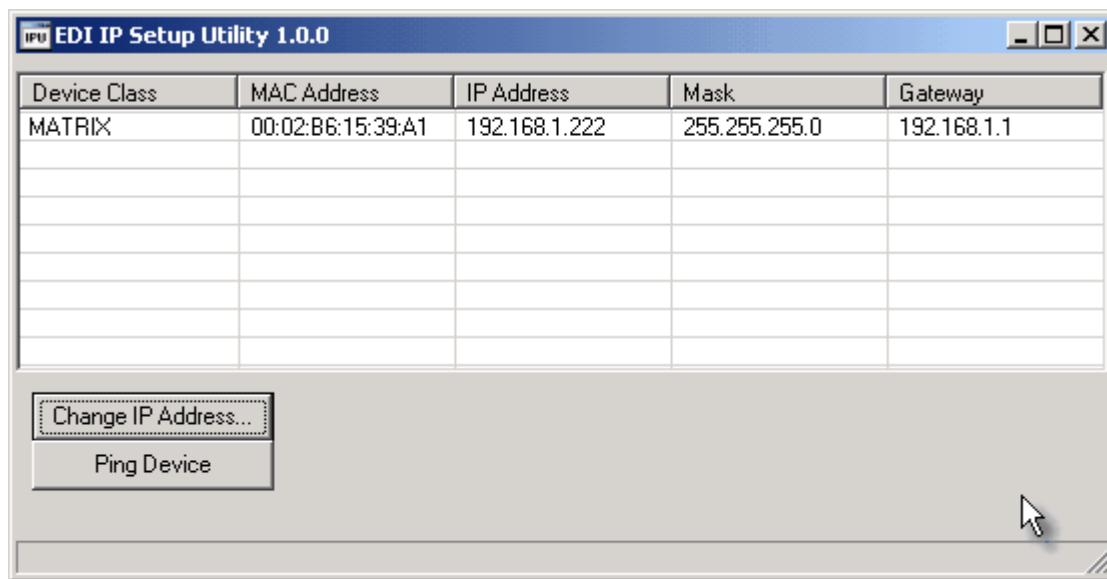 IPU EDI IP Setup Utility 1.0.0
Device Class MAC Address IP Address Mask Gateway
MATRIX 00:02:B6:15:39:A1 192.168.1.222 255.255.255.0 192.168.1.1
Change IP Address...
Ping Device